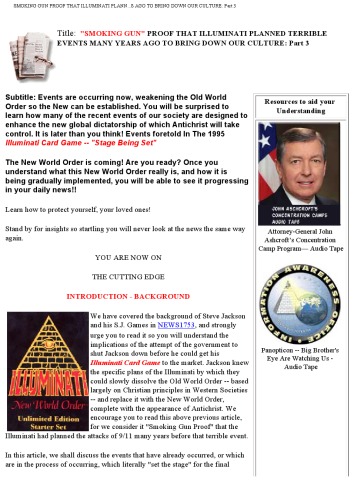 SMOKING GUN PROOF THAT ILLUMINATI PLANN...S AGO TO BRING DOWN OUR CULTURE: Part 3
Title: "SMOKING GUN" PROOF THAT ILLUMINATI PLANNED TERRIBLE
EVENTS MANY YEARS AGO TO BRING DOWN OUR CULTURE: Part 3
Subtitle: Events are occurring now, weakening the Old World
Order so the New can be established. You will be surprised to
learn how many of the recent events of our society are designed to
enhance the new global dictatorship of which Antichrist will take
control. It is later than you think! Events foretold In The 1995
Illuminati Card Game -- "Stage Being Set"
The New World Order is coming! Are you ready? Once you
understand what this New World Order really is, and how it is
being gradually implemented, you will be able to see it progressing
in your daily news!!
Learn how to protect yourself, your loved ones!
Stand by for insights so startling you will never look at the news the same way
again.
YOU ARE NOW ON
THE CUTTING EDGE
INTRODUCTION - BACKGROUND
ILLUMINATI
New World Order
Unlimited Edition
Starter Set
We have covered the background of Steve Jackson
and his S.J. Games in NEWS1753, and strongly
urge you to read it so you will understand the
implications of the attempt of the government to
shut Jackson down before he could get his
Illuminati Card Game to the market. Jackson knew
the specific plans of the Illuminati by which they
could slowly dissolve the Old World Order -- based
largely on Christian principles in Western Societies
-- and replace it with the New World Order,
complete with the appearance of Antichrist. We
encourage you to read this above previous article,
for we consider it "Smoking Gun Proof" that the
Illuminati had planned the attacks of 9/11 many years before that terrible event.
In this article, we shall discuss the events that have already occurred, or which
are in the process of occurring, which literally "set the stage" for the final
Resources to aid your
Understanding
JOHN ASHCROFT'S
CONCENTRATION CAMPS
AUDIO TAPE
Attorney-General John
Ashcroft's Concentration
Camp Program— Audio Tape
INFORMATION AWARENESS OFFICE
Panopticon -- Big Brother's
Eye Are Watching Us -
Audio Tape